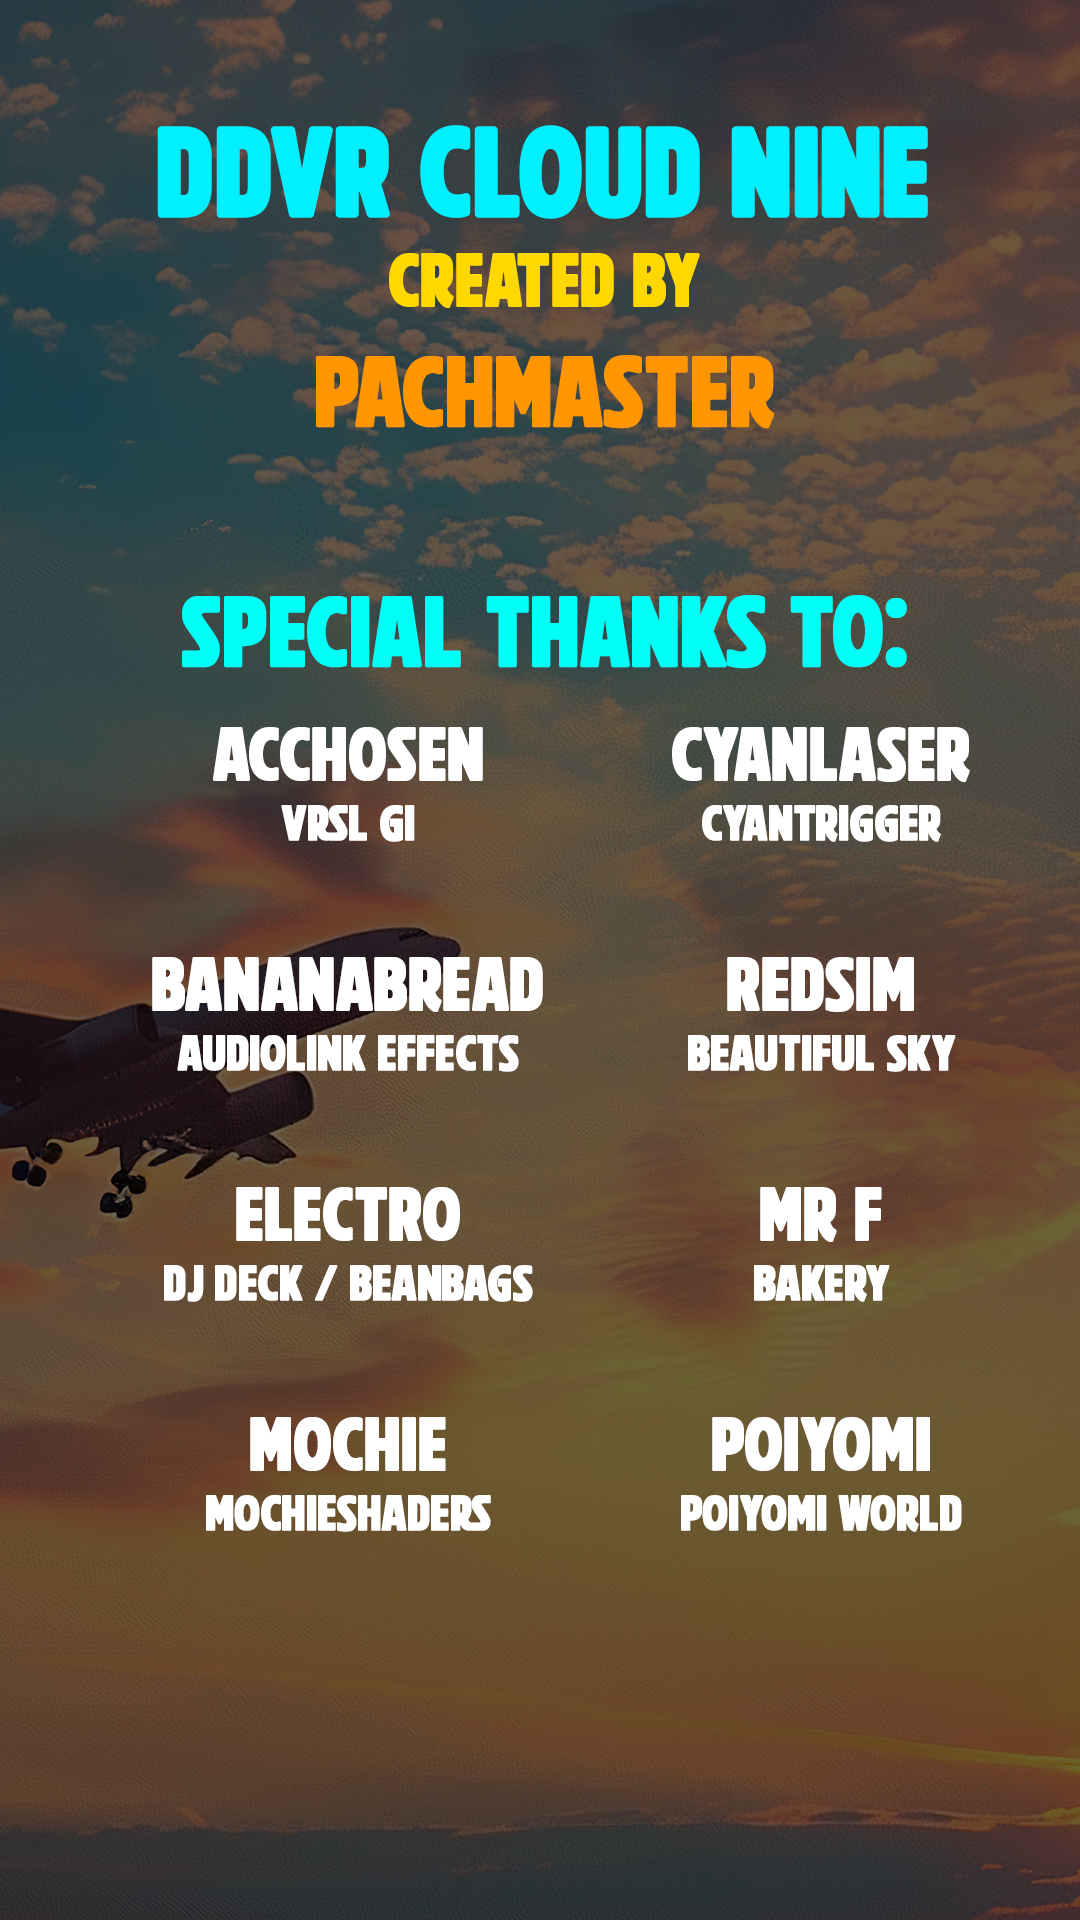 DDVR CLOUD NINE
CREATED BY
PACHMASTER
SPECIAL THANKS TO:
ACCHOSEN
VRSL GI
CYANLASER
CYANTRIGGER
BANANABREAD
AUDIOLINK EFFECTS
REDSIM
BEAUTIFUL SKY
ELECTRO
DJ DECK / BEANBAGS
MR F
BAKERY
MOCHIE
MOCHIESHADERS
POIYOMI
POIYOMI WORLD